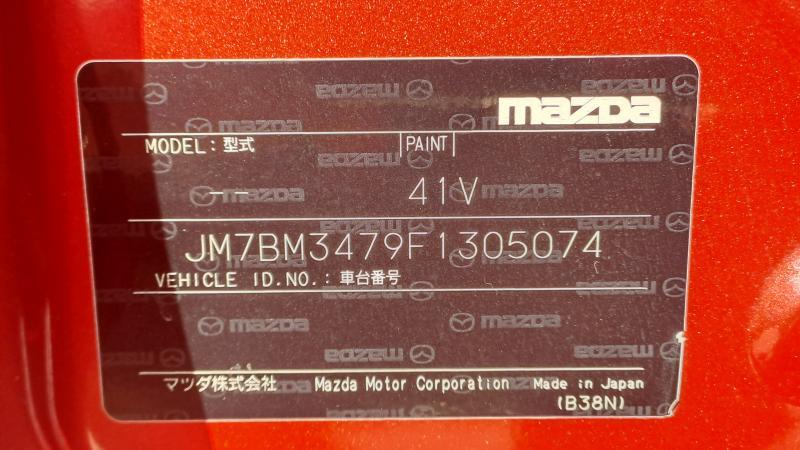 mazda
MODEL: 型式 PAINT
-- 41V
JM7BM3479F1305074
VEHICLE ID.NO.: 車台番号
マツダ株式会社 Mazda Motor Corporation Made in Japan
(B38N)